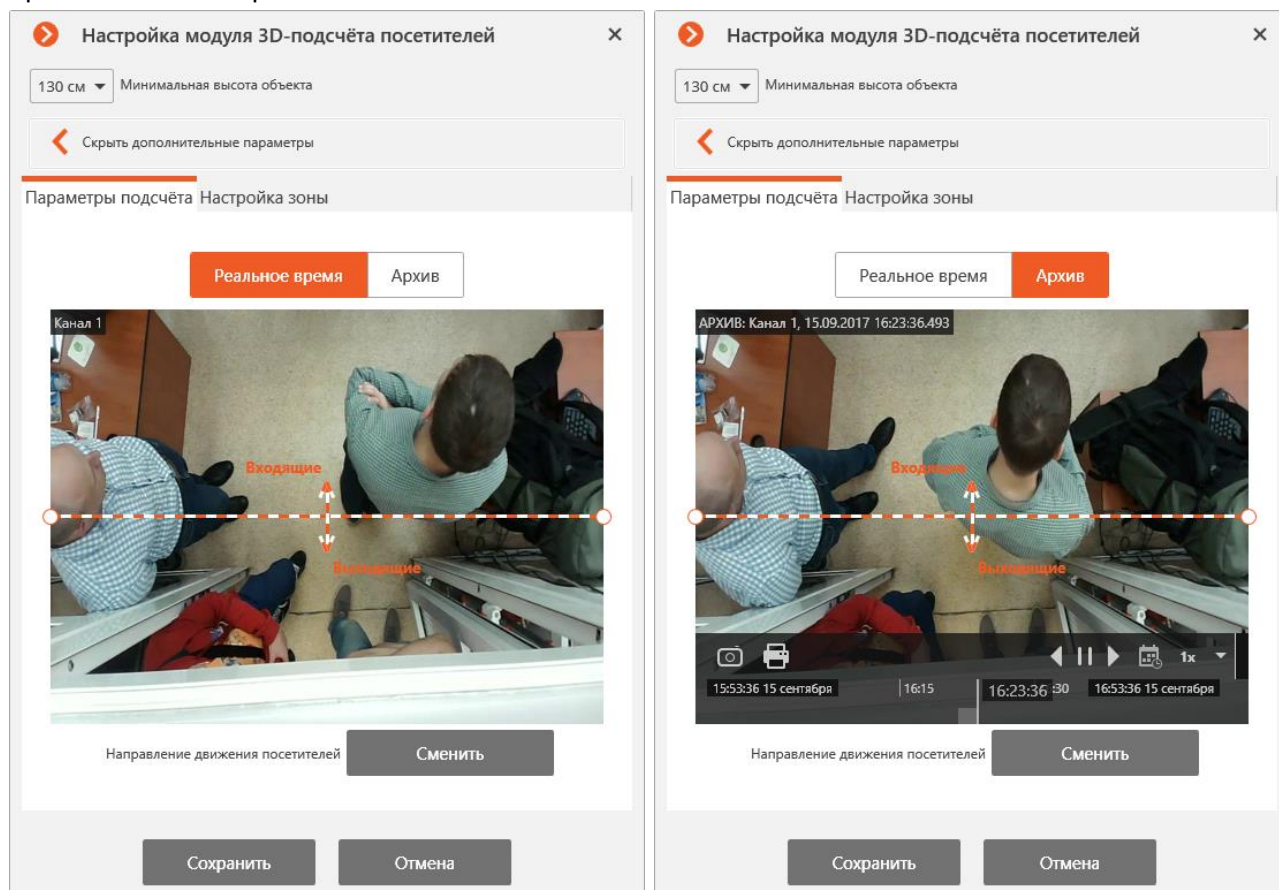 Настройка модуля 3D-подсчёта посетителей
130 см Минимальная высота объекта
Скрыть дополнительные параметры
Параметры подсчёта Настройка зоны
Реальное время Архив
Канал 1
Входящие
Выходящие
Направление движения посетителей Сменить
Сохранить Отмена
Настройка модуля 3D-подсчёта посетителей
130 см Минимальная высота объекта
Скрыть дополнительные параметры
Параметры подсчёта Настройка зоны
Реальное время Архив
АРХИВ: Канал 1, 15.09.2017 16:23:36.493
Входящие
Выходящие
1x
15:53:36 15 сентября 16:15 16:23:36 :30 16:53:36 15 сентября
Направление движения посетителей Сменить
Сохранить Отмена